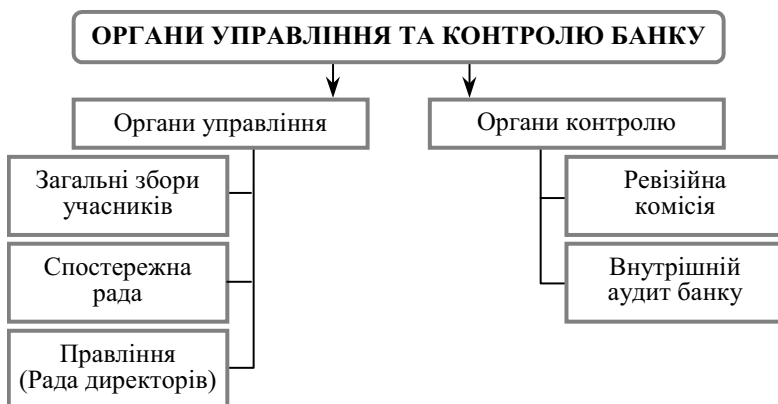 ОРГАНИ УПРАВЛІННЯ ТА КОНТРОЛЮ БАНКУ
Органи управління
Органи контролю
Загальні збори
учасників
Ревізійна
комісія
Спостережна
рада
Внутрішній
аудит банку
Правління
(Рада директорів)